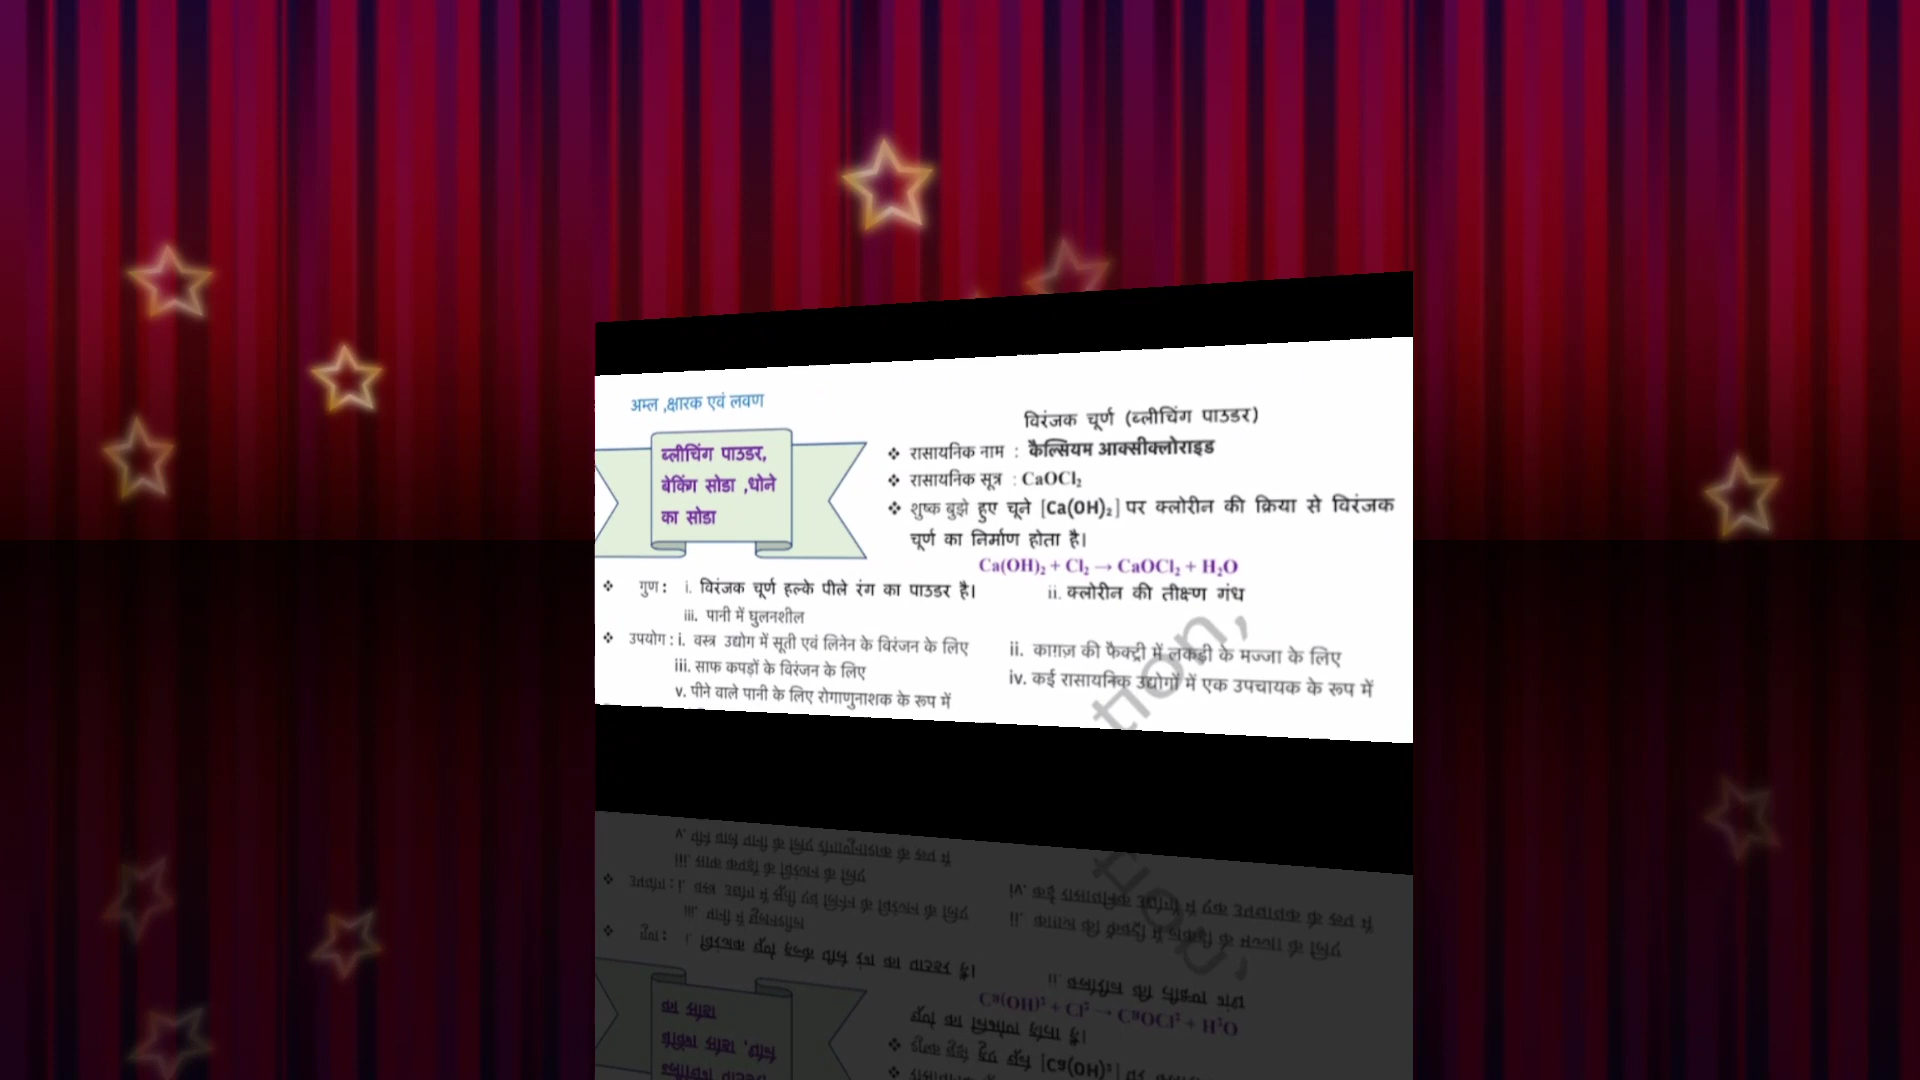 अम्ल ,क्षारक एवं लवण
ब्लीचिंग पाउडर,
बेकिंग सोडा ,धोने
का सोडा
विरंजक चूर्ण (ब्लीचिंग पाउडर)
❖ रासायनिक नाम : कैल्सियम आक्सीक्लोराइड
❖ रासायनिक सूत्र : CaOCl₂
❖ शुष्क बुझे हुए चूने [Ca(OH)₂] पर क्लोरीन की क्रिया से विरंजक
चूर्ण का निर्माण होता है।
Ca(OH)₂ + Cl₂ → CaOCl₂ + H₂O
❖ गुण : i. विरंजक चूर्ण हल्के पीले रंग का पाउडर है। ii. क्लोरीन की तीक्ष्ण गंध
iii. पानी में घुलनशील
❖ उपयोग : i. वस्त्र उद्योग में सूती एवं लिनेन के विरंजन के लिए ii. काग़ज़ की फैक्ट्री में लकड़ी के मज्जा के लिए
iii. साफ कपड़ों के विरंजन के लिए iv. कई रासायनिक उद्योगों में एक उपचायक के रूप में
v. पीने वाले पानी के लिए रोगाणुनाशक के रूप में
tion,